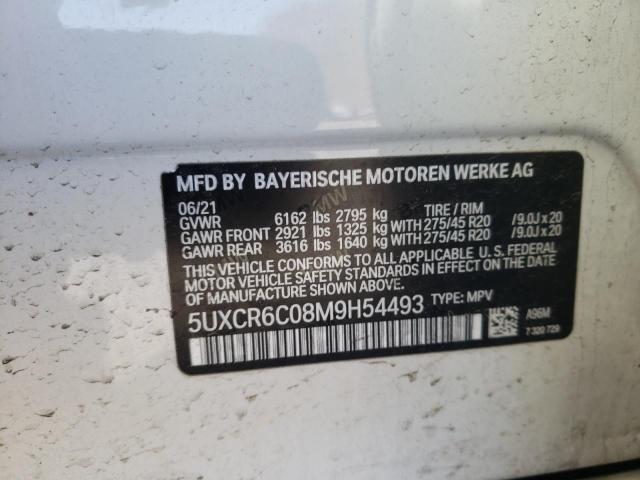 MFD BY BAYERISCHE MOTOREN WERKE AG
06/21 TIRE / RIM
GVWR 6162 lbs 2795 kg
GAWR FRONT 2921 lbs 1325 kg WITH 275/45 R20 /9.0J x 20
GAWR REAR 3616 lbs 1640 kg WITH 275/45 R20 /9.0J x 20
THIS VEHICLE CONFORMS TO ALL APPLICABLE U.S. FEDERAL
MOTOR VEHICLE SAFETY STANDARDS IN EFFECT ON THE DATE
OF MANUFACTURE SHOWN ABOVE.
5UXCR6C08M9H54493 TYPE: MPV
A96M
7 320 729